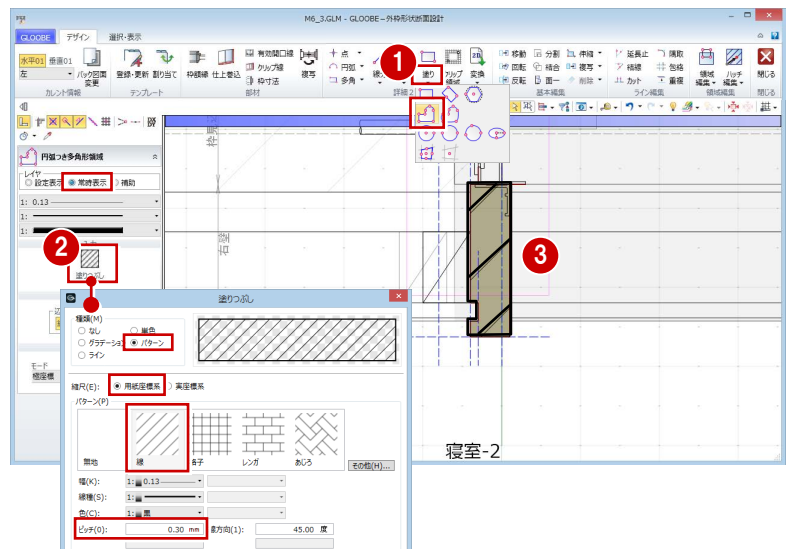 M6_3.GLM - GLOOBE－外枠形状断面設計
GLOOBE デザイン 選択・表示
水平01 垂直01
左
バック図面変更
カレント情報
登録・更新 割り当て
テンプレート
枠額縁 仕上巻込
有効開口線
クリップ線
枠寸法
部材
複写
点
円弧
多角
塗り
クリップ領域
変換
移動 分割 伸縮
回転 結合 複写
反転 面一 削除
基本編集
延長止 隅取
結線 包絡
カット 重複
ライン編集
領域編集 ハッチ編集
領域編集
閉じる
閉じる
1
円弧つき多角形領域
レイヤ
設定表示 常時表示 補助
1: 0.13
1:
1:
2
塗りつぶし
モード
右壁
3
寝室-2
塗りつぶし
種類(M)
なし 単色
グラデーション パターン
ライン
縮尺(E): 用紙座標系 実座標系
パターン(P)
無地 線 格子 レンガ あじろ
その他(H)...
幅(K): 1: 0.13
線種(S): 1:
色(C): 1: 黒
ピッチ(O): 0.30 mm 線方向(1): 45.00 度